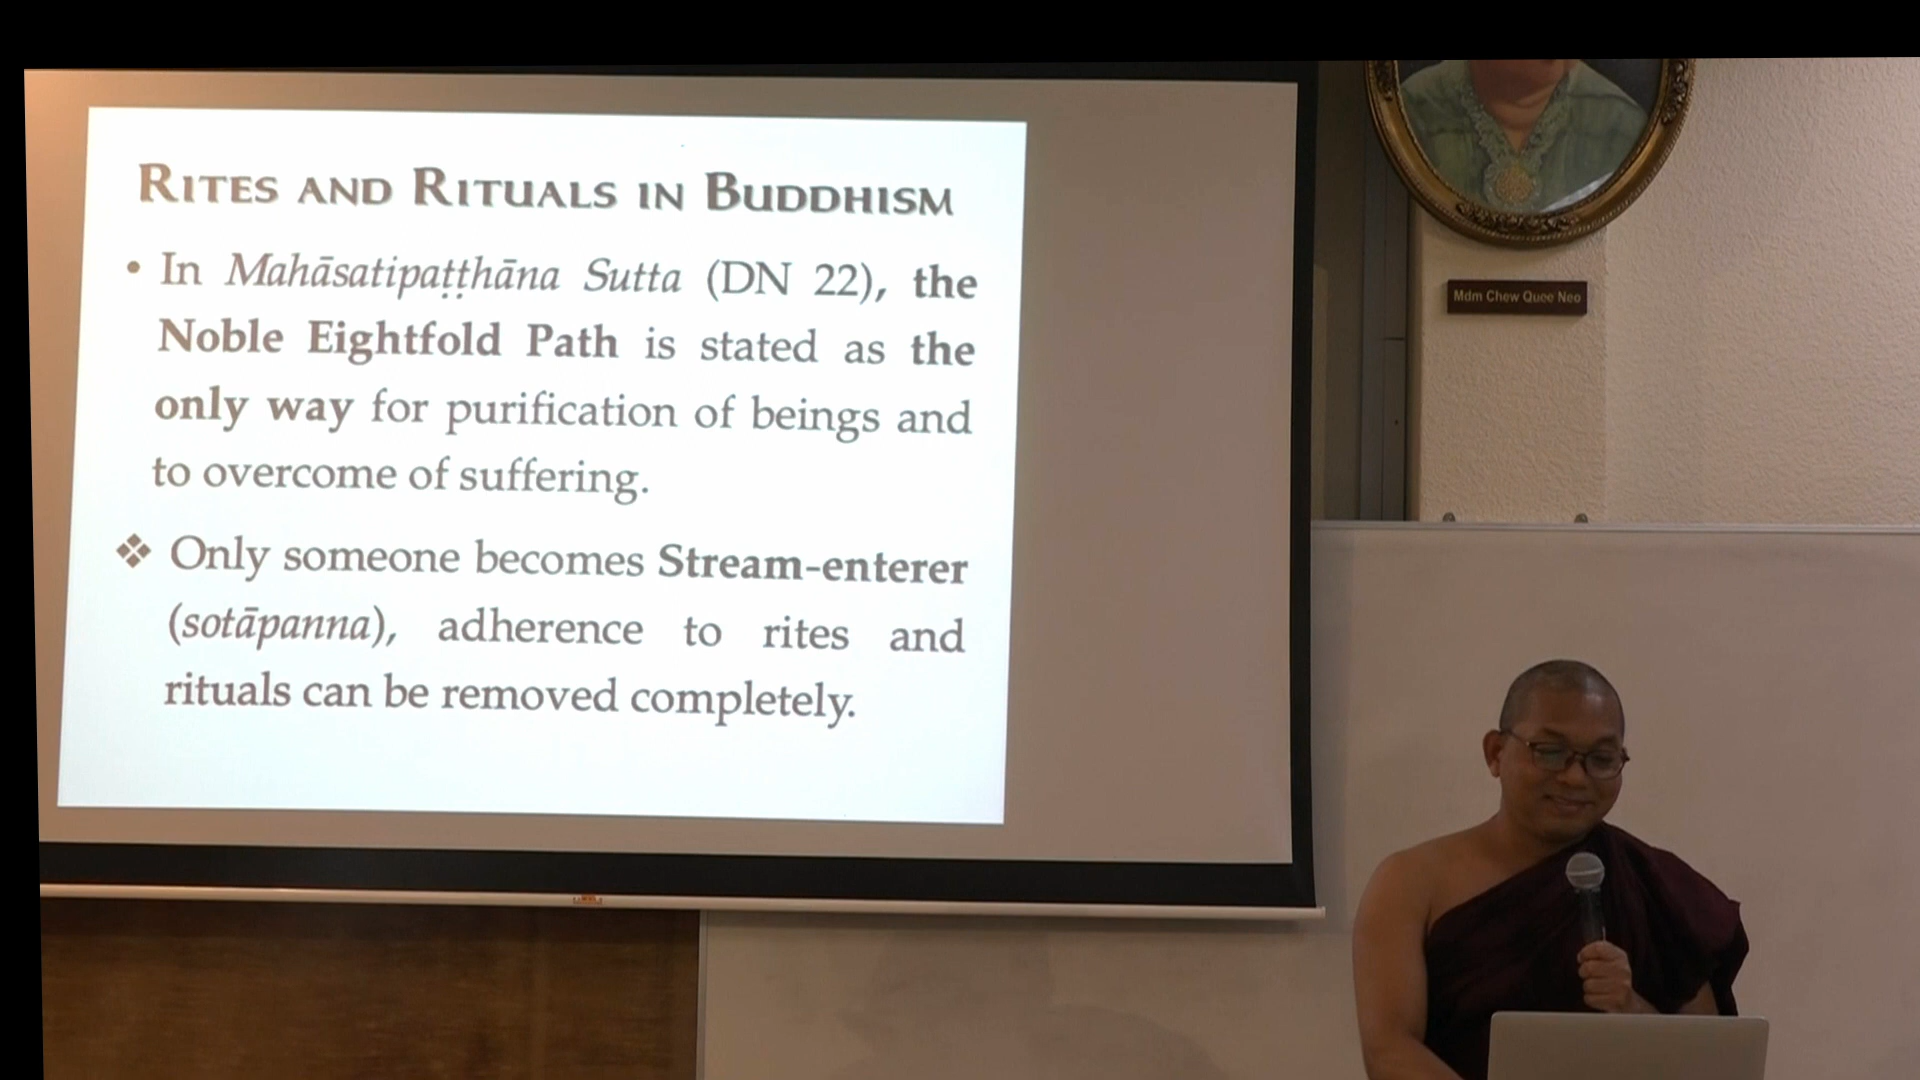 RITES AND RITUALS IN BUDDHISM
• In Mahāsatipaṭṭhāna Sutta (DN 22), the
Noble Eightfold Path is stated as the
only way for purification of beings and
to overcome of suffering.
❖ Only someone becomes Stream-enterer
(sotāpanna), adherence to rites and
rituals can be removed completely.
Mdm Chew Quee Neo